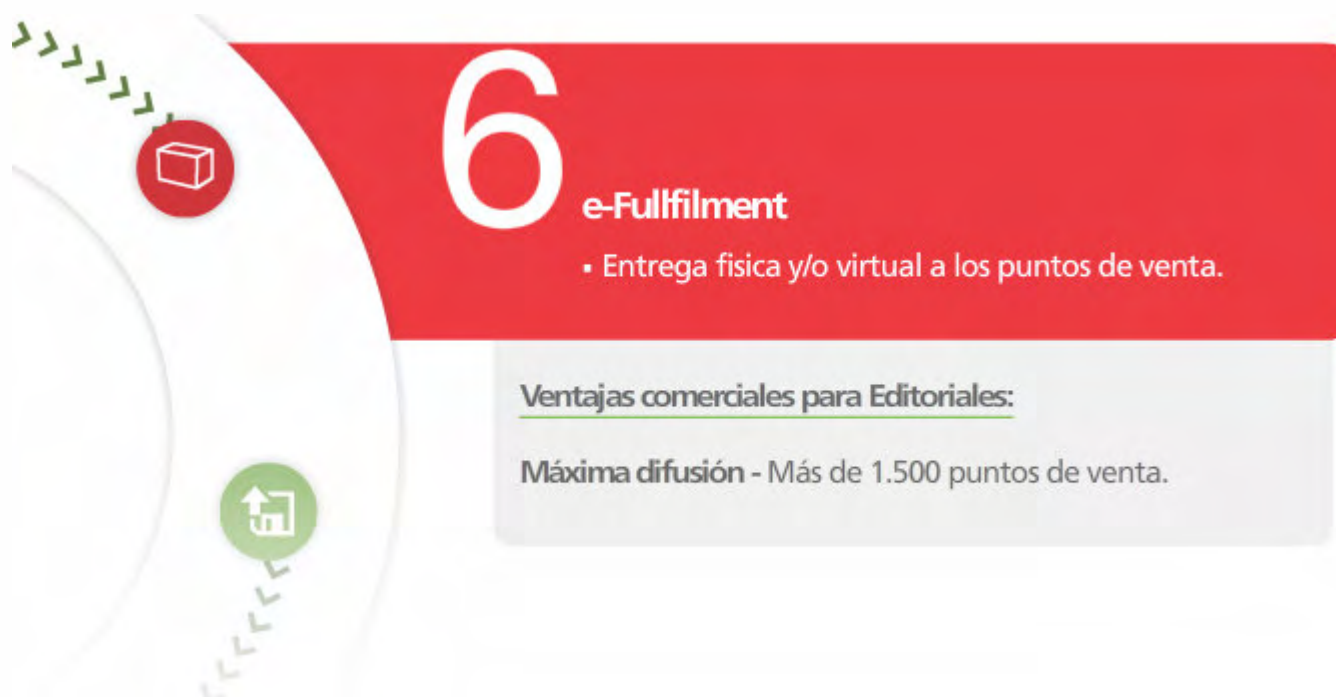 6
e-Fullfilment
▪ Entrega fisica y/o virtual a los puntos de venta.
Ventajas comerciales para Editoriales:
Máxima difusión - Más de 1.500 puntos de venta.